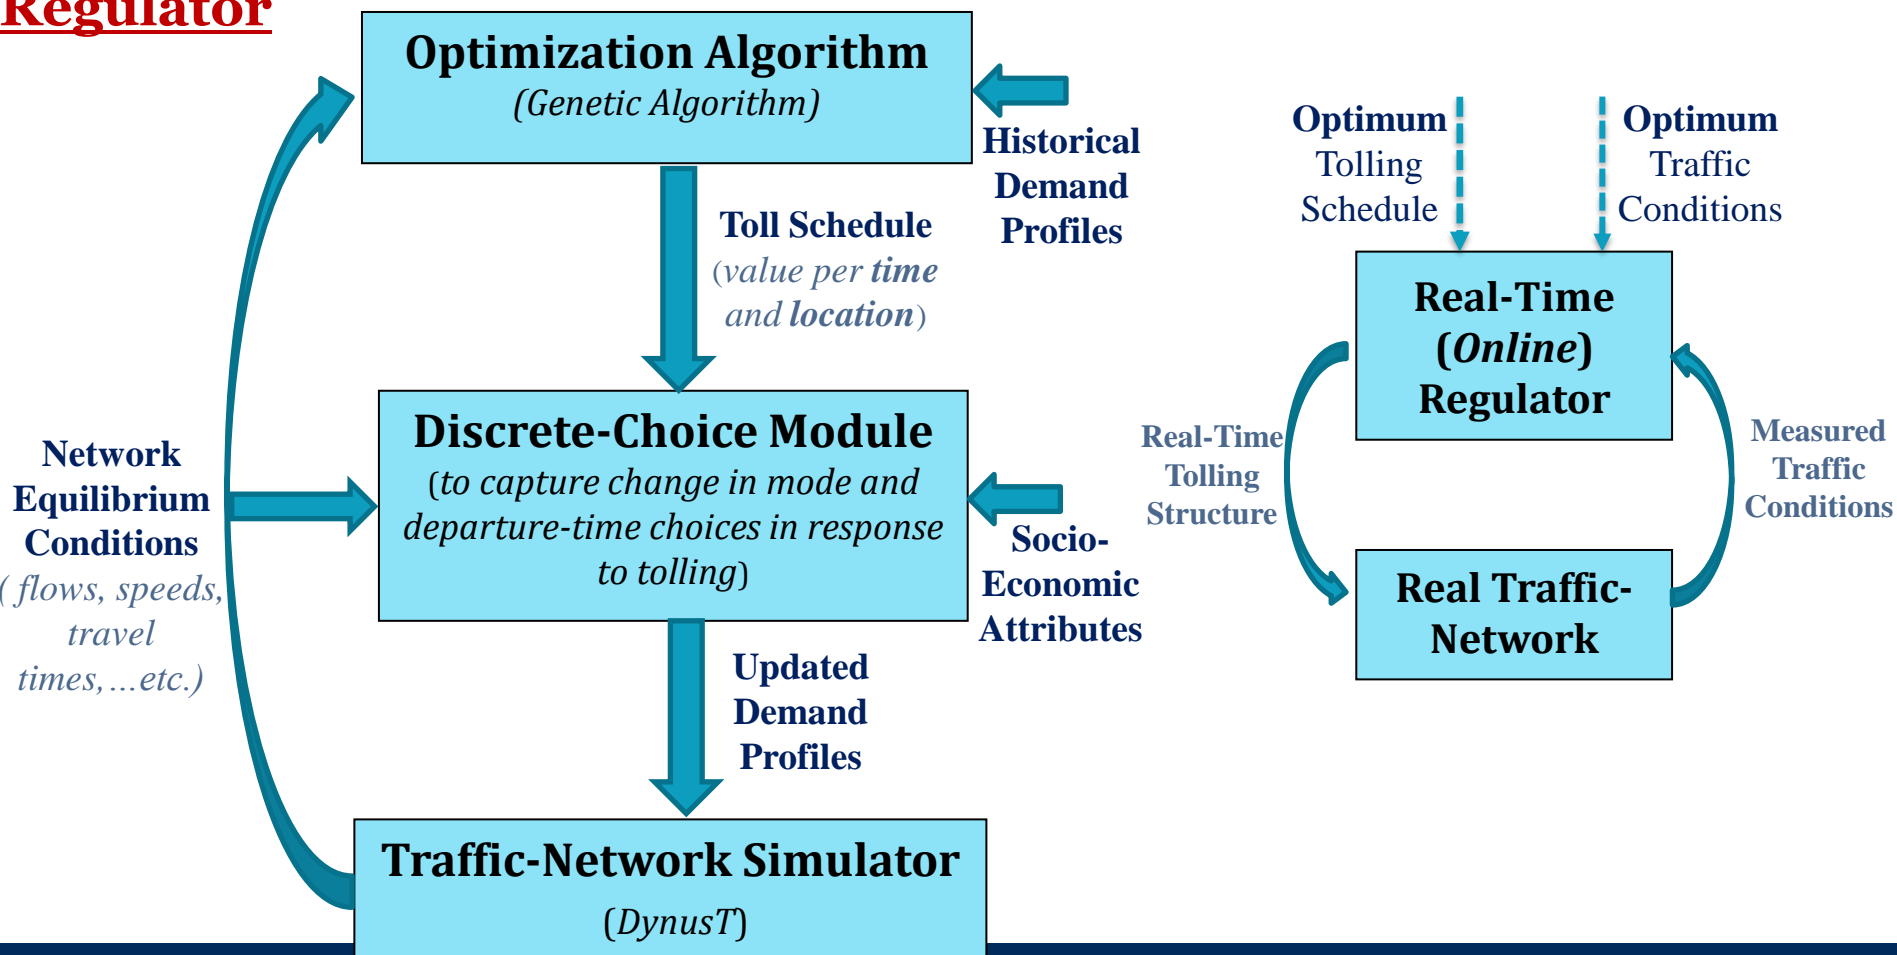 Regulator
Optimization Algorithm
(Genetic Algorithm)
Historical
Demand
Profiles
Toll Schedule
(value per time
and location)
Discrete-Choice Module
(to capture change in mode and
departure-time choices in response
to tolling)
Network
Equilibrium
Conditions
( flows, speeds,
travel
times,...etc.)
Socio-
Economic
Attributes
Updated
Demand
Profiles
Traffic-Network Simulator
(DynusT)
Optimum
Tolling
Schedule
Optimum
Traffic
Conditions
Real-Time
(Online)
Regulator
Real-Time
Tolling
Structure
Measured
Traffic
Conditions
Real Traffic-
Network